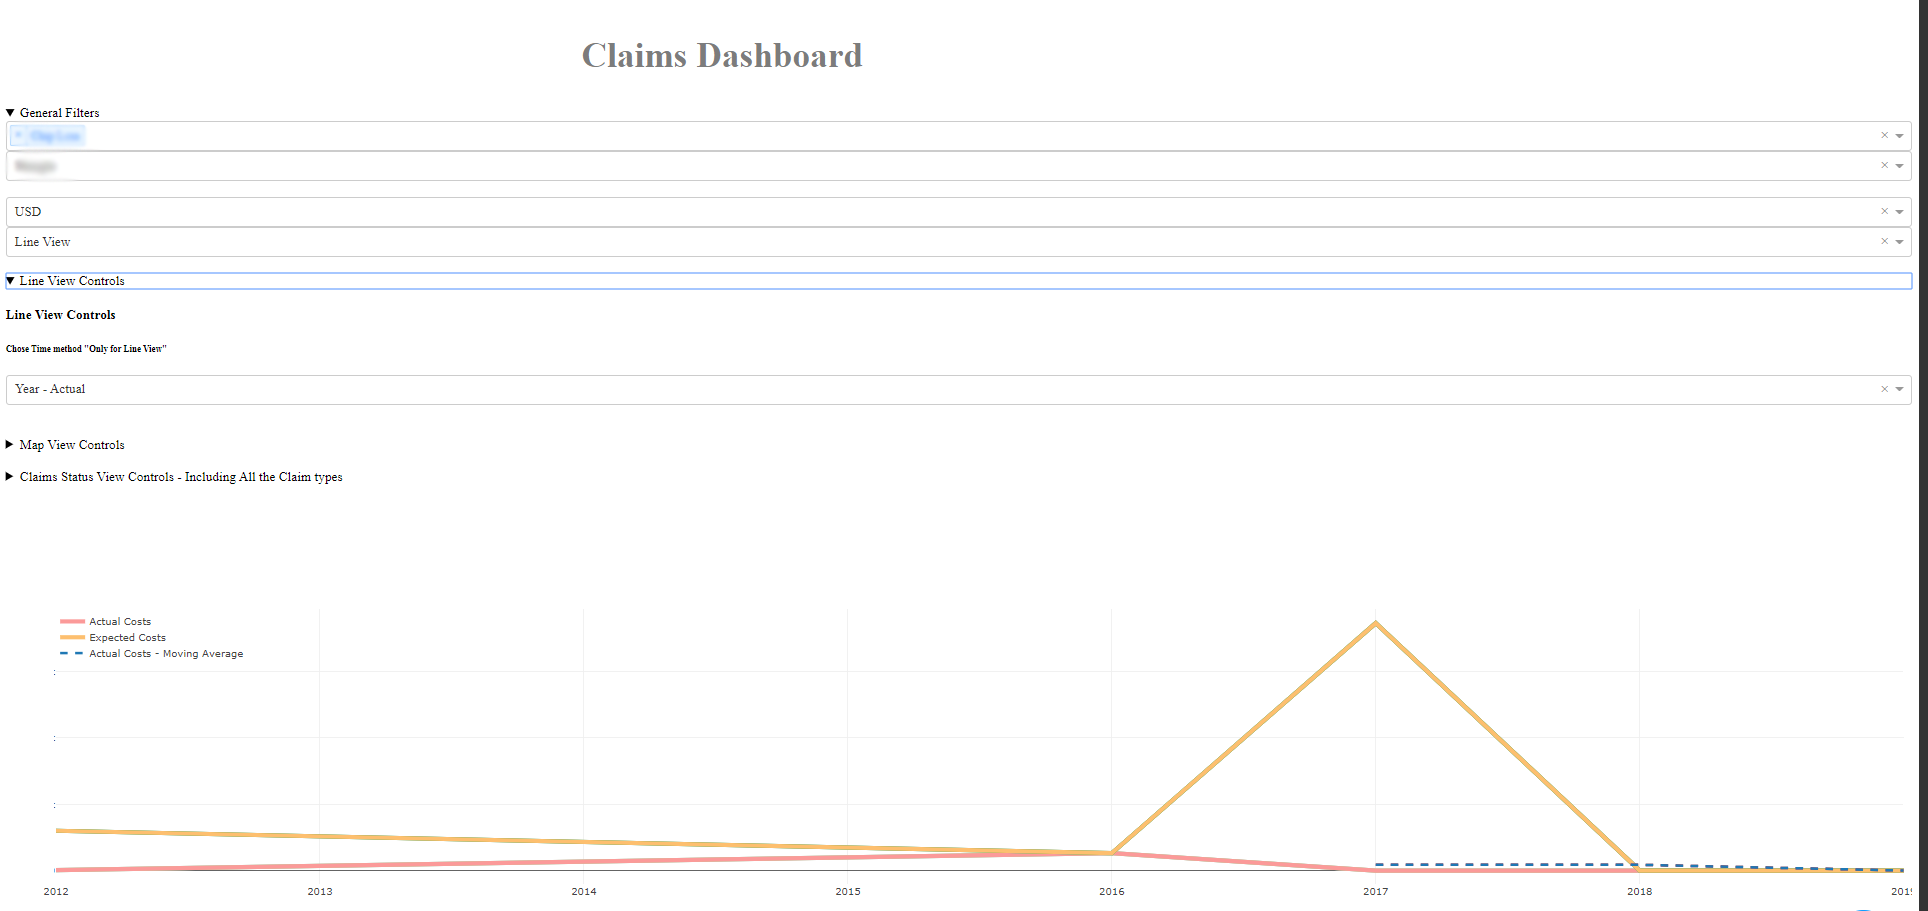 Claims Dashboard
General Filters
USD
Line View
Line View Controls
Line View Controls
Chose Time method "Only for Line View"
Year - Actual
Map View Controls
Claims Status View Controls - Including All the Claim types
Actual Costs
Expected Costs
Actual Costs - Moving Average
2012 2013 2014 2015 2016 2017 2018